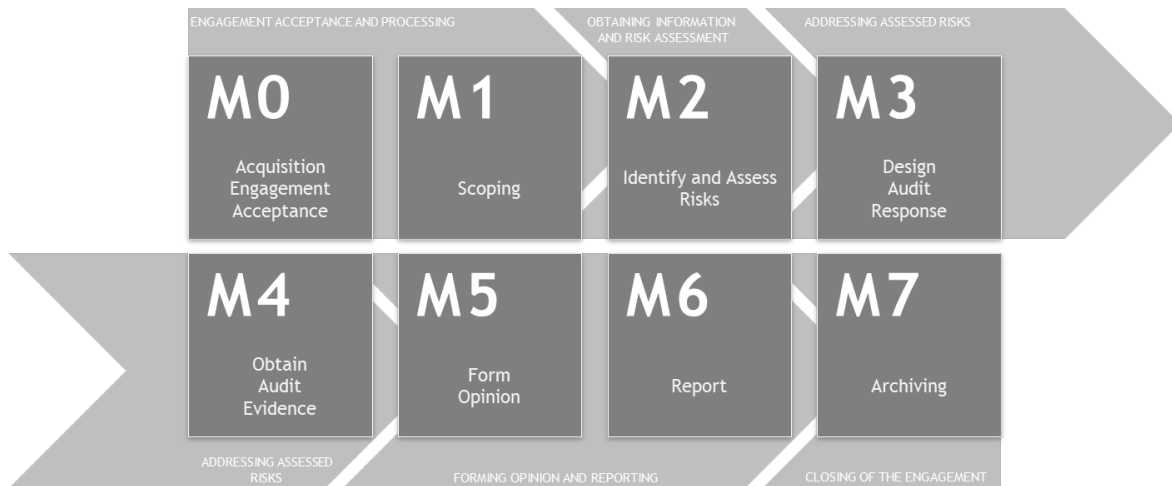 ENGAGEMENT ACCEPTANCE AND PROCESSING
OBTAINING INFORMATION
AND RISK ASSESSMENT
ADDRESSING ASSESSED RISKS
M0
Acquisition
Engagement
Acceptance
M1
Scoping
M2
Identify and Assess
Risks
M3
Design
Audit
Response
M4
Obtain
Audit
Evidence
M5
Form
Opinion
M6
Report
M7
Archiving
ADDRESSING ASSESSED
RISKS
FORMING OPINION AND REPORTING
CLOSING OF THE ENGAGEMENT